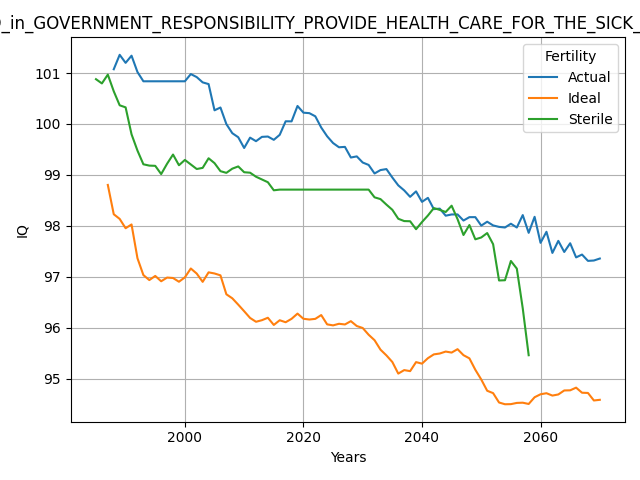 _in_GOVERNMENT_RESPONSIBILITY_PROVIDE_HEALTH_CARE_FOR_THE_SICK_
Fertility
Actual
Ideal
Sterile
IQ
101
100
99
98
97
96
95
2000 2020 2040 2060
Years